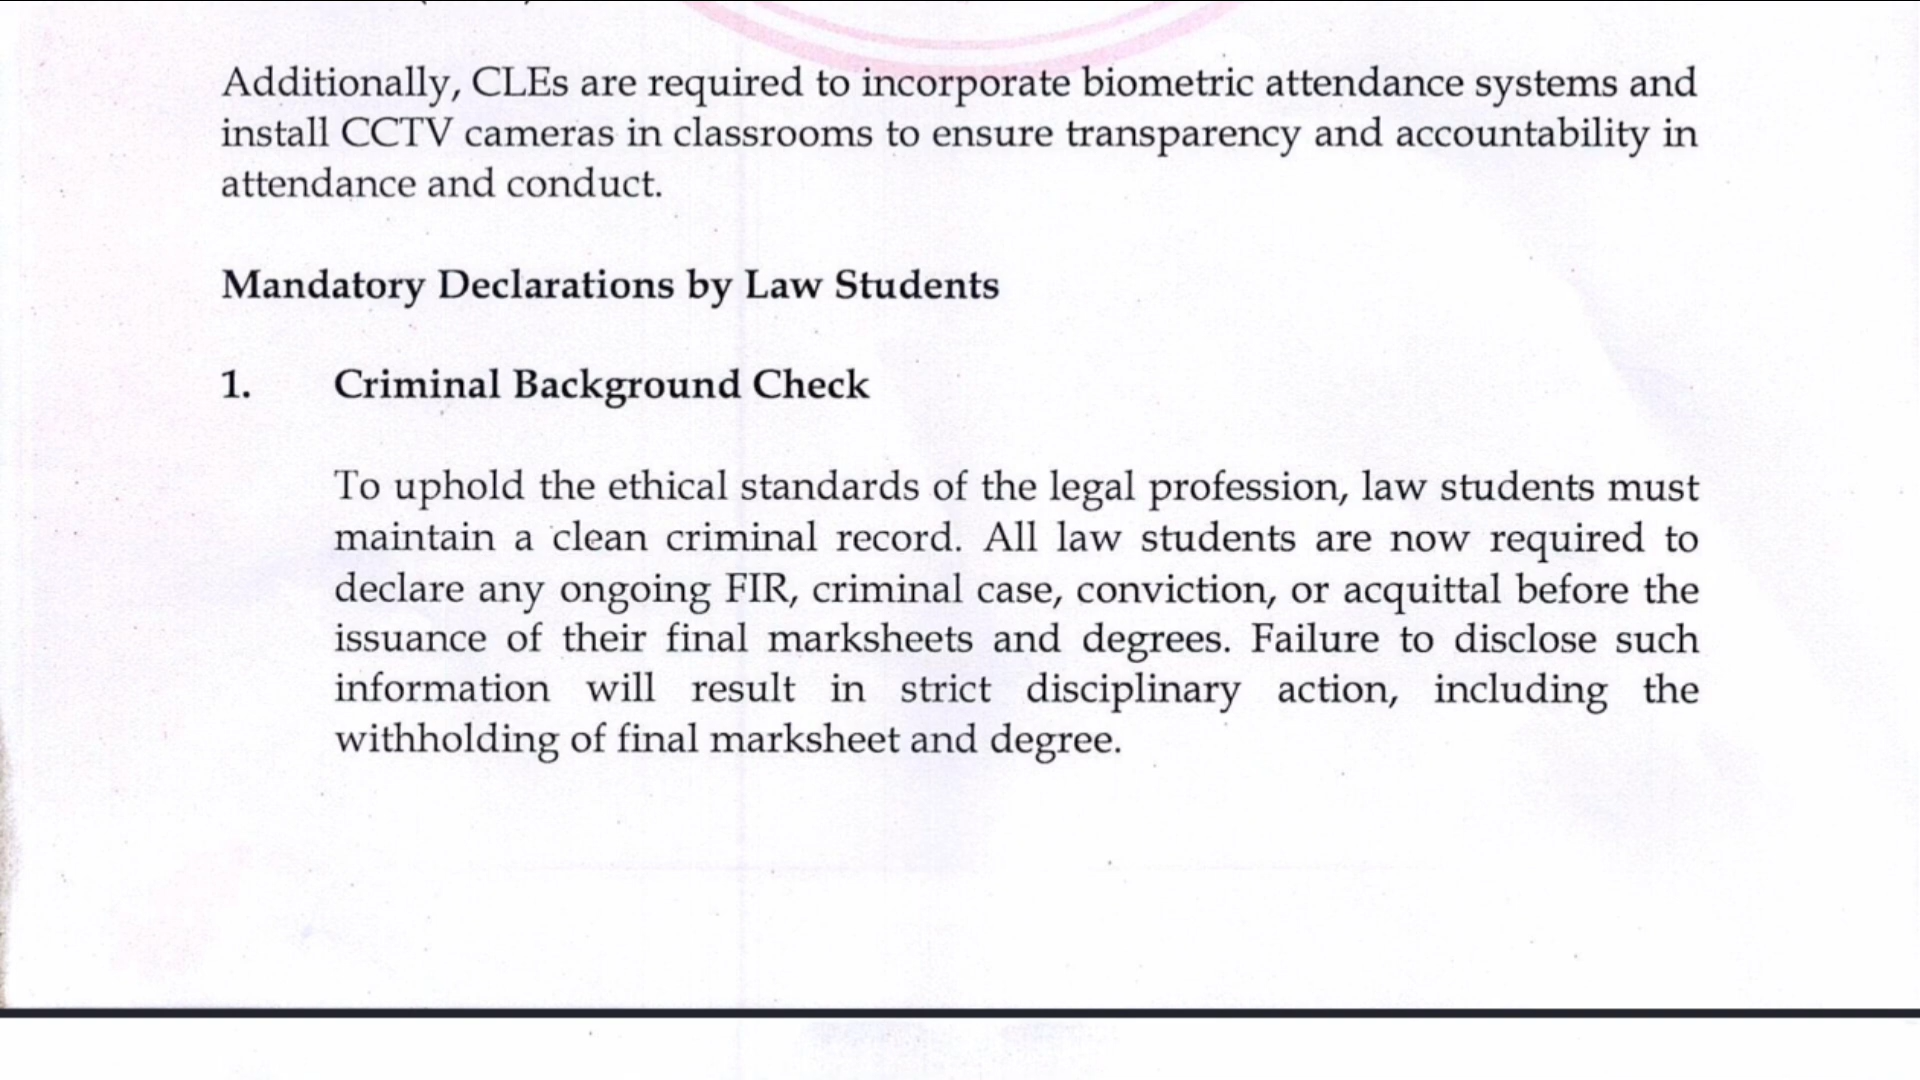 Additionally, CLEs are required to incorporate biometric attendance systems and
install CCTV cameras in classrooms to ensure transparency and accountability in
attendance and conduct.
Mandatory Declarations by Law Students
1. Criminal Background Check
To uphold the ethical standards of the legal profession, law students must
maintain a clean criminal record. All law students are now required to
declare any ongoing FIR, criminal case, conviction, or acquittal before the
issuance of their final marksheets and degrees. Failure to disclose such
information will result in strict disciplinary action, including the
withholding of final marksheet and degree.